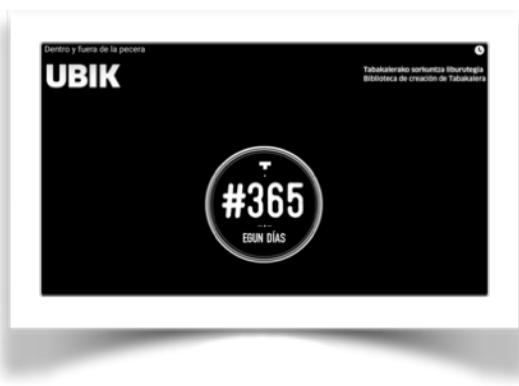 Dentro y fuera de la pecera
UBIK
Tabakalerako sorkuntza liburutegia
Biblioteca de creación de Tabakalera
#365
EGUN DÍAS